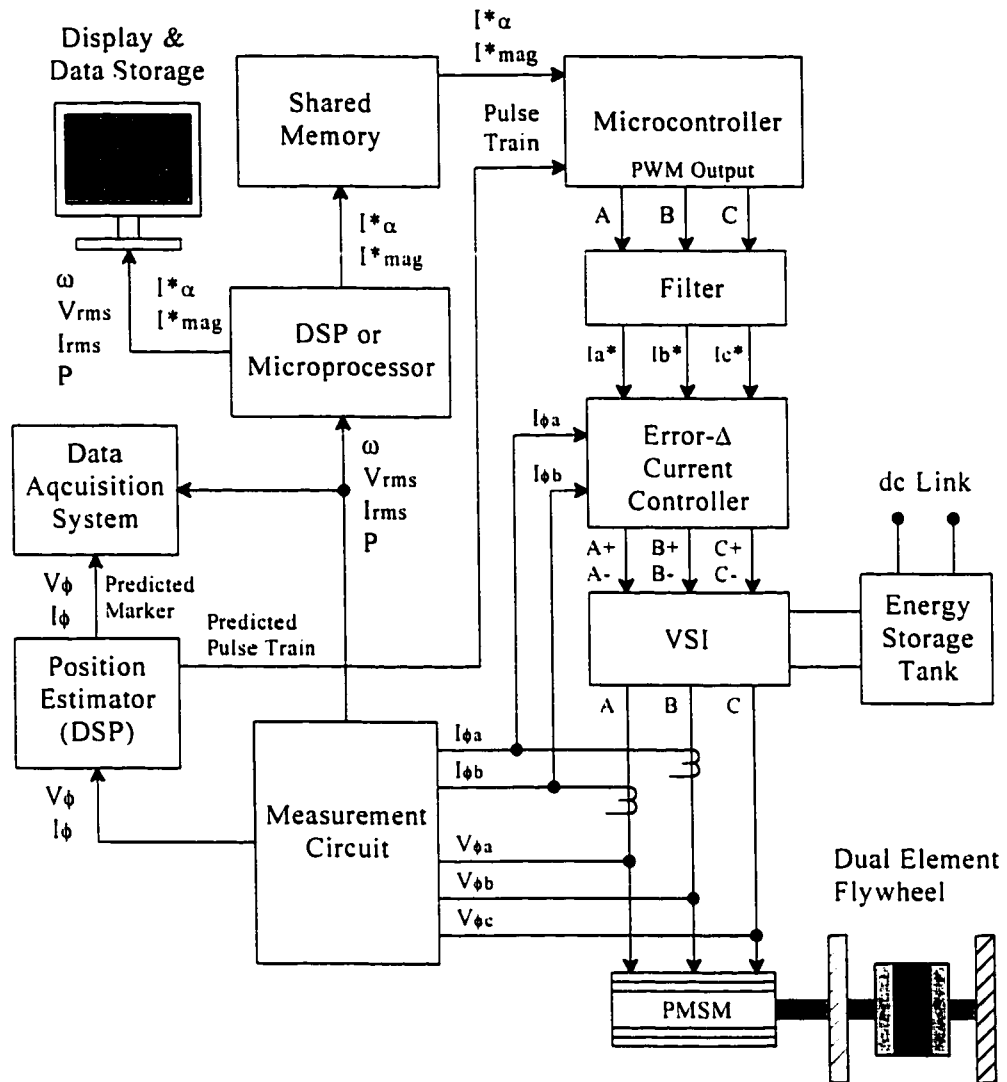 Display &
Data Storage
I*α
I*mag
Shared
Memory
Pulse
Train
Microcontroller
PWM Output
A B C
I*α
I*mag
Filter
ω
Vrms
Irms
P
I*α
I*mag
DSP or
Microprocessor
Ia* Ib* Ic*
Iϕa
Iϕb
Error-Δ
Current
Controller
Data
Aqcuisition
System
ω
Vrms
Irms
P
dc Link
A+ B+ C+
A- B- C-
Vϕ
Iϕ
Predicted
Marker
Predicted
Pulse Train
VSI
Energy
Storage
Tank
Position
Estimator
(DSP)
A B C
Vϕ
Iϕ
Measurement
Circuit
Iϕa
Iϕb
Vϕa
Vϕb
Vϕc
Dual Element
Flywheel
PMSM